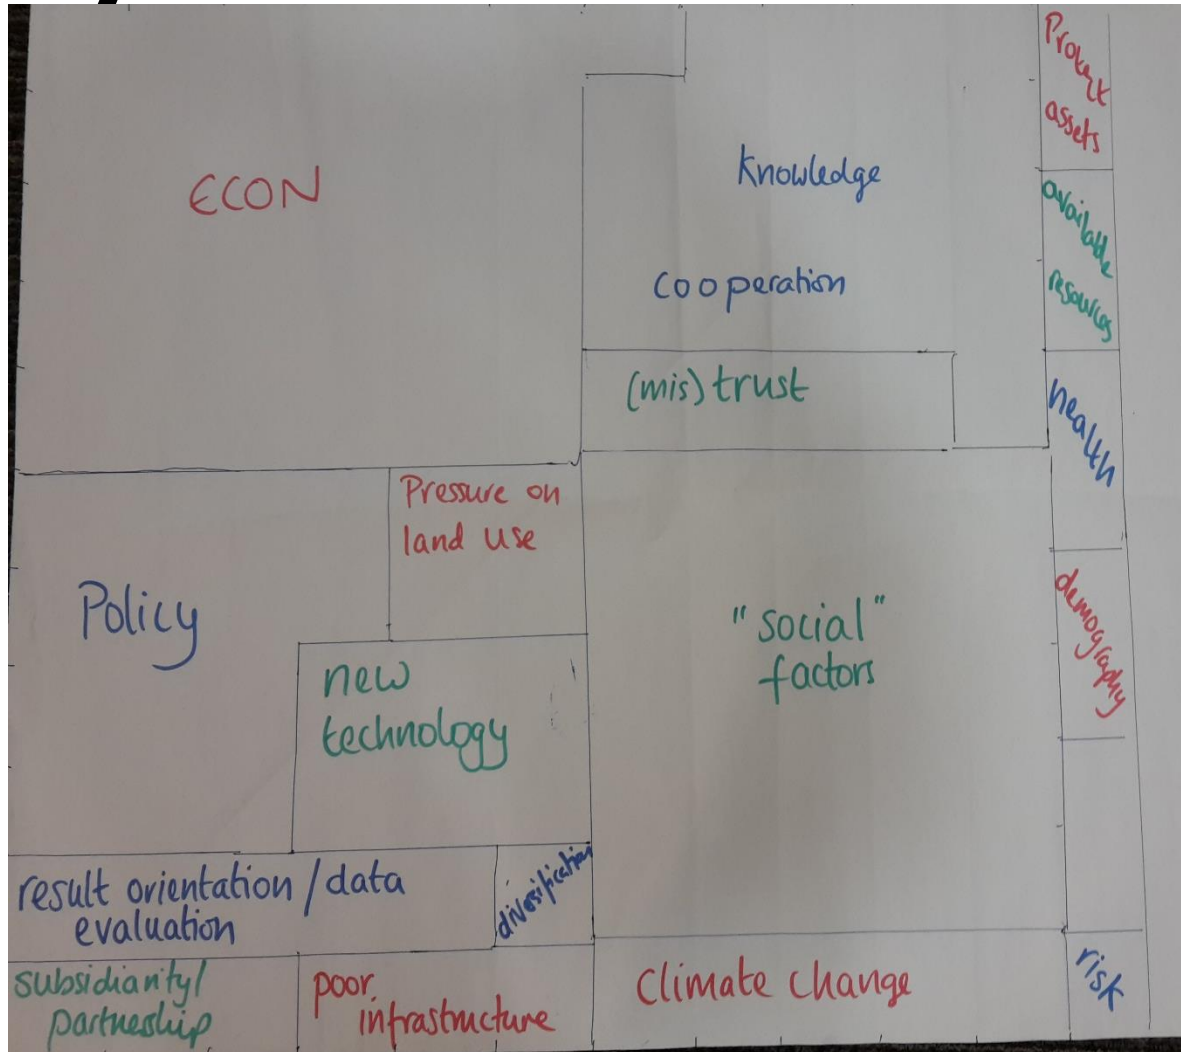 ECON
Knowledge
cooperation
(mis) trust
Protect
assets
available
resources
health
demography
risk
Pressure on
land use
Policy
new
technology
"social"
factors
result orientation / data
evaluation
diversification
subsidiarity/
partnership
poor
infrastructure
Climate change